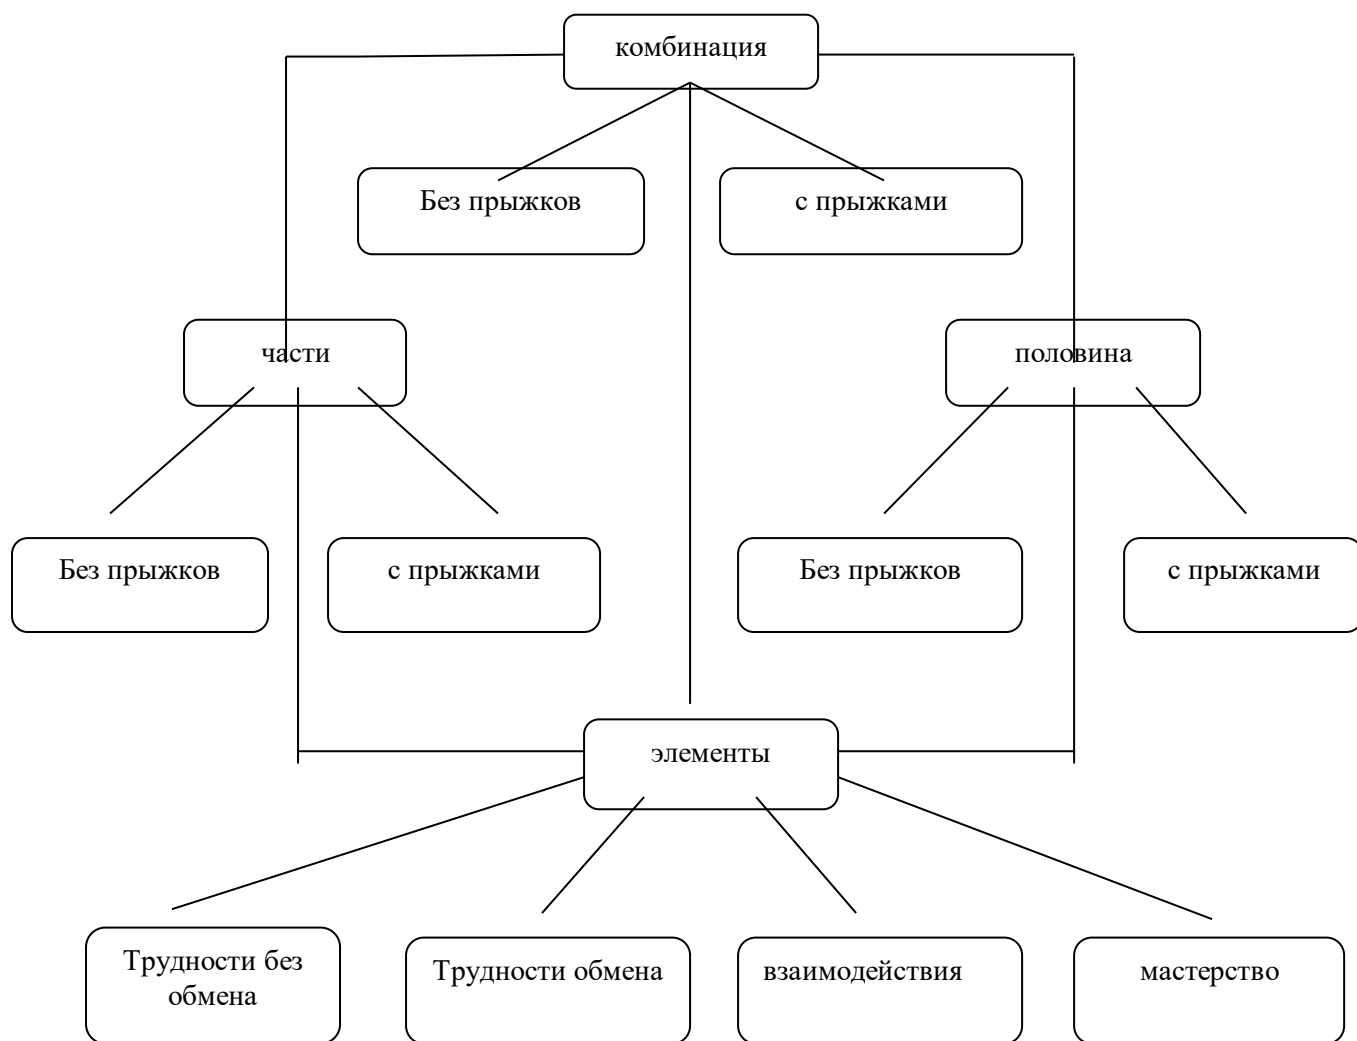 комбинация
Без прыжков
с прыжками
части
половина
Без прыжков
с прыжками
Без прыжков
с прыжками
элементы
Трудности без
обмена
Трудности обмена
взаимодействия
мастерство